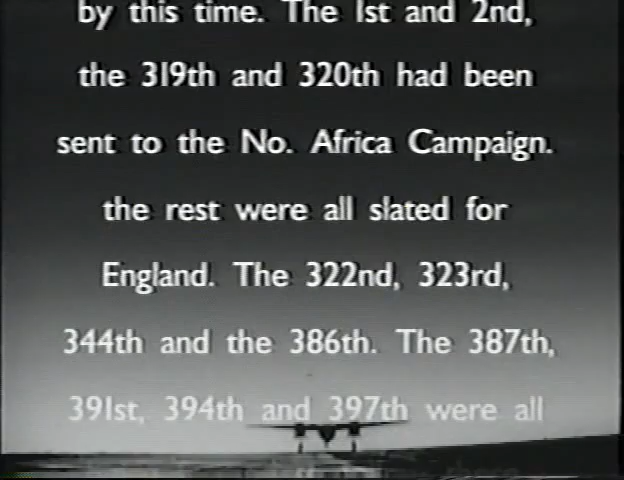 by this time. The 1st and 2nd,
the 319th and 320th had been
sent to the No. Africa Campaign.
the rest were all slated for
England. The 322nd, 323rd,
344th and the 386th. The 387th,
391st, 394th and 397th were all
there